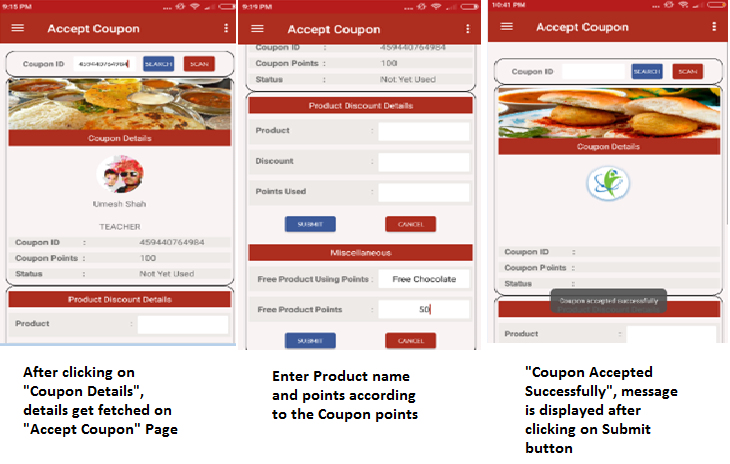 9:15 PM
Accept Coupon
Coupon ID 459440764984 SEARCH SCAN
Coupon Details
Umesh Shah
TEACHER
Coupon ID : 459440764984
Coupon Points : 100
Status : Not Yet Used
Product Discount Details
Product :
After clicking on
"Coupon Details",
details get fetched on
"Accept Coupon" Page
9:19 PM
Accept Coupon
Coupon ID : 459440764984
Coupon Points : 100
Status : Not Yet Used
Product Discount Details
Product :
Discount :
Points Used :
SUBMIT CANCEL
Miscellaneous
Free Product Using Points : Free Chocolate
Free Product Points : 50
SUBMIT CANCEL
Enter Product name
and points according
to the Coupon points
10:41 PM
Accept Coupon
Coupon ID SEARCH SCAN
Coupon Details
Coupon ID :
Coupon Points :
Status :
Coupon accepted successfully
Product :
"Coupon Accepted
Successfully", message
is displayed after
clicking on Submit
button